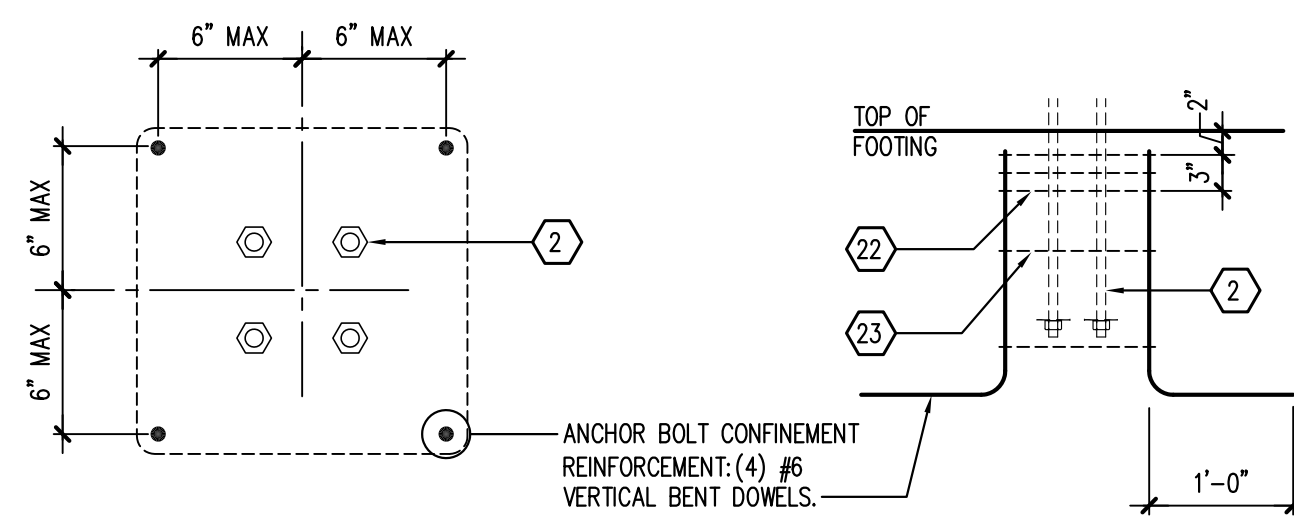 6" MAX
6" MAX
6" MAX
6" MAX
2
ANCHOR BOLT CONFINEMENT
REINFORCEMENT: (4) #6
VERTICAL BENT DOWELS.
TOP OF
FOOTING
2"
3"
22
23
2
1'-0"